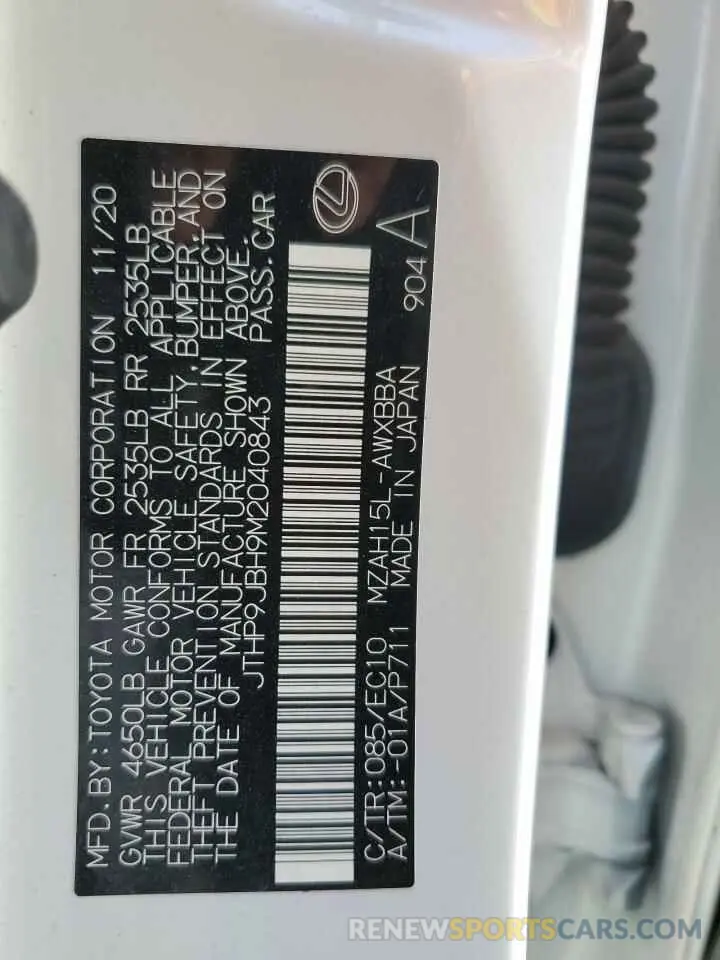 MFD.BY:TOYOTA MOTOR CORPORATION 11/20
GVWR 4650LB GAWR FR 2535LB RR 2535LB
THIS VEHICLE CONFORMS TO ALL APPLICABLE
FEDERAL MOTOR VEHICLE SAFETY,BUMPER,AND
THEFT PREVENTION STANDARDS IN EFFECT ON
THE DATE OF MANUFACTURE SHOWN ABOVE.
JTHP9JBH9M2040843 PASS.CAR
C/TR:085/EC10 MZAH15L-AWXBBA
A/TM:-01A/P711 MADE IN JAPAN 904 A
RENEWSPORTSCARS.COM